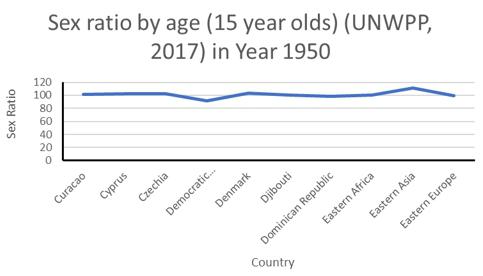 Sex ratio by age (15 year olds) (UNWPP,
2017) in Year 1950
120
100
80
60
40
20
0
Sex Ratio
Curacao
Cyprus
Czechia
Democratic...
Denmark
Djibouti
Dominican Republic
Eastern Africa
Eastern Asia
Eastern Europe
Country